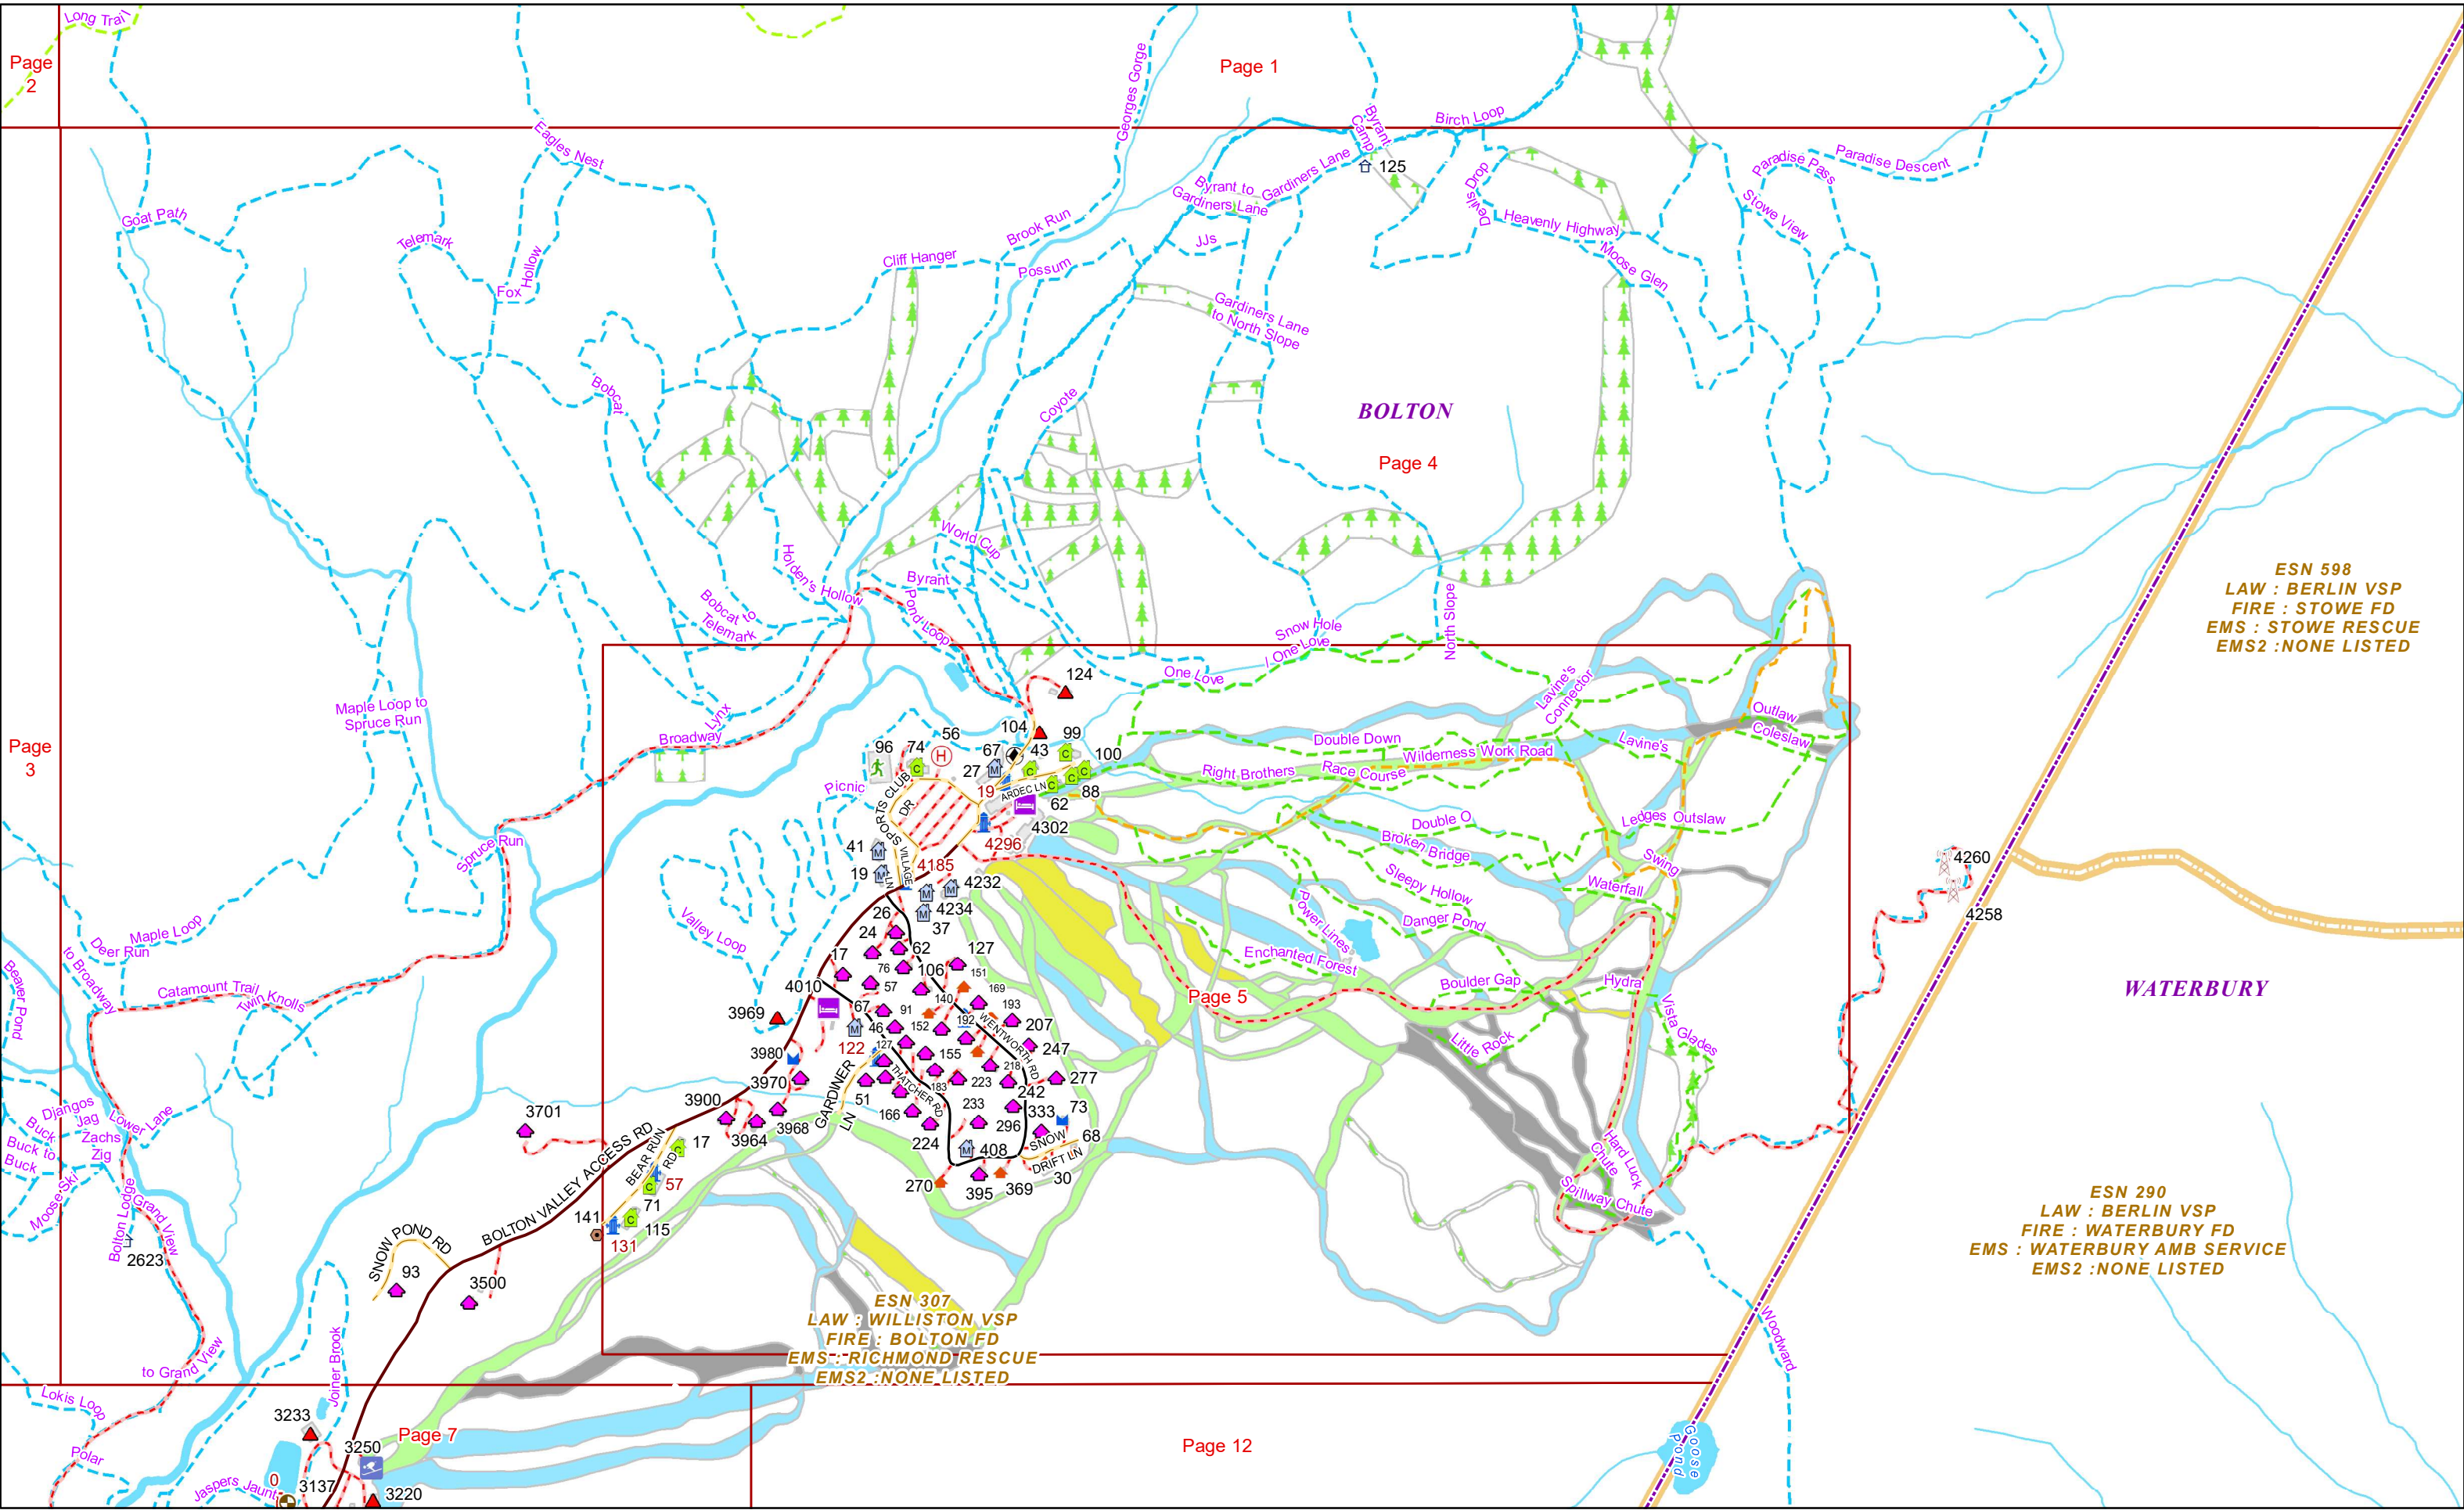 Long Trail
Page
2
Page 1
Georges Gorge
Byrant
Camp
Birch Loop
125
Eagles Nest
Gardiners Lane
Byrant to
Gardiners Lane
Devils Drop
Paradise Pass
Paradise Descent
Stowe View
Heavenly Highway
Moose Glen
Goat Path
Telemark
Fox
Hollow
Brook Run
Cliff Hanger
Possum
JJs
Gardiners Lane
to North Slope
Bobcat
Coyote
BOLTON
Page 4
World Cup
Holden's Hollow
Byrant
Pond Loop
Bobcat to
Telemark
North Slope
Snow Hole
/ One Love
One Love
ESN 598
LAW : BERLIN VSP
FIRE : STOWE FD
EMS : STOWE RESCUE
EMS2 :NONE LISTED
Page
3
Maple Loop to
Spruce Run
Lynx
Broadway
124
104
99
56
74
96
67
43
100
27
19
ARDEC LN
88
62
4302
4296
SPORTS CLUB
DR
Picnic
Lavine's
Connector
Outlaw
Coleslaw
Lavine's
Double Down
Wilderness Work Road
Right Brothers
Race Course
Double O
Ledges Outslaw
Broken Bridge
Swing
Sleepy Hollow
Waterfall
Danger Pond
Power Lines
Enchanted Forest
Boulder Gap
Hydra
Vista Glades
Little Rock
Page 5
Spruce Run
41
19
VILLAGE
LN
4185
4232
4234
37
26
24
62
17
127
76
106
151
57
4010
169
140
193
67
91
192
207
46
152
WENTWORTH RD
122
127
155
247
218
277
THATCHER RD
183
223
242
51
233
333
73
166
296
224
408
SNOW
DRIFT LN
68
30
270
395
369
GARDINER
LN
3969
3980
3970
3900
3964
3968
3701
Valley Loop
Maple Loop
Deer Run
to Broadway
Beaver Pond
Catamount Trail
Twin Knolls
4260
4258
WATERBURY
Djangos
Jag
Buck
Zachs
Zig
Lower Lane
Buck to
Buck
Moose Ski
Bolton Lodge
Grand View
2623
BOLTON VALLEY ACCESS RD
BEAR RUN
RD
17
57
71
141
115
131
SNOW POND RD
93
3500
Hard Luck
Chute
Spillway Chute
ESN 290
LAW : BERLIN VSP
FIRE : WATERBURY FD
EMS : WATERBURY AMB SERVICE
EMS2 :NONE LISTED
ESN 307
LAW : WILLISTON VSP
FIRE : BOLTON FD
EMS : RICHMOND RESCUE
EMS2 :NONE LISTED
Woodward
to Grand View
Joiner Brook
Lokis Loop
Polar
Jaspers Jaunt
3233
3250
0
3137
3220
Page 7
Page 12
Goose
Pond
H